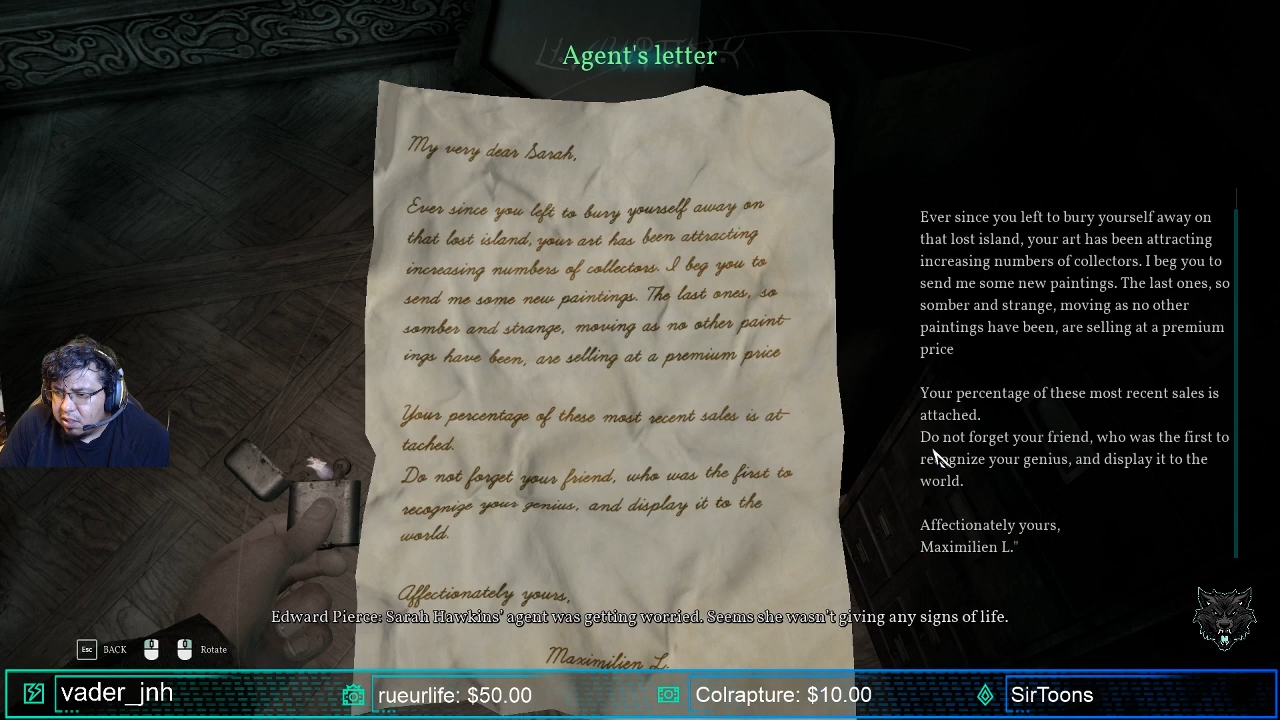 Agent's letter
My very dear Sarah,
Ever since you left to bury yourself away on
that lost island, your art has been attracting
increasing numbers of collectors. I beg you to
send me some new paintings. The last ones, so
somber and strange, moving as no other paint-
ings have been, are selling at a premium price
Your percentage of these most recent sales is at-
tached.
Do not forget your friend, who was the first to
recognize your genius, and display it to the
world.
Affectionately yours,
Maximilien L.
Ever since you left to bury yourself away on
that lost island, your art has been attracting
increasing numbers of collectors. I beg you to
send me some new paintings. The last ones, so
somber and strange, moving as no other
paintings have been, are selling at a premium
price
Your percentage of these most recent sales is
attached.
Do not forget your friend, who was the first to
recognize your genius, and display it to the
world.
Affectionately yours,
Maximilien L."
Edward Pierce: Sarah Hawkins' agent was getting worried. Seems she wasn't giving any signs of life.
Esc BACK Rotate
vader_jnh rueurlife: $50.00 Colrapture: $10.00 SirToons